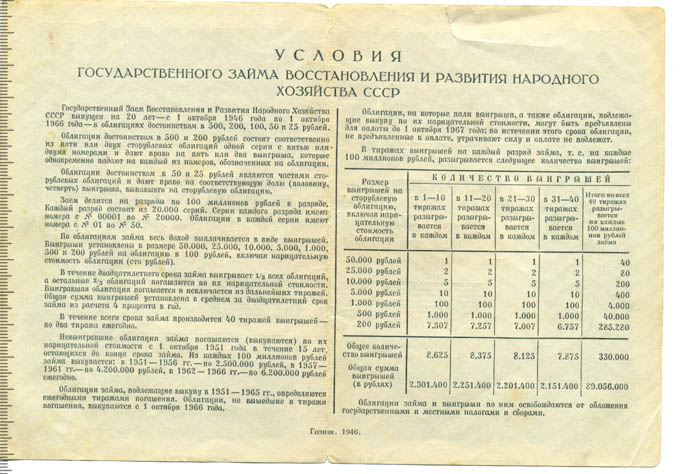 УСЛОВИЯ
ГОСУДАРСТВЕННОГО ЗАЙМА ВОССТАНОВЛЕНИЯ И РАЗВИТИЯ НАРОДНОГО
ХОЗЯЙСТВА СССР
Государственный Заем Восстановления и Развития Народного Хозяйства
СССР выпущен на 20 лет—с 1 октября 1946 года по 1 октября
1966 года—в облигациях достоинством в 500, 200, 100, 50 и 25 рублей.
Облигации достоинством в 500 и 200 рублей состоят соответственно
из пяти или двух сторублевых облигаций одной серии с пятью или
двумя номерами и дают право на пять или два выигрыша, которые
одновременно падают на каждый из номеров, обозначенных на облигации.
Облигации достоинством в 50 и 25 рублей являются частями сто-
рублевых облигаций и дают право на соответствующую долю (половину,
четверть) выигрыша, выпавшего на сторублевую облигацию.
Заем делится на разряды по 100 миллионов рублей в разряде.
Каждый разряд состоит из 20.000 серий. Серии каждого разряда имеют
номера с № 00001 по № 20000. Облигации в каждой серии имеют
номера с № 01 по № 50.
По облигациям займа весь доход выплачивается в виде выигрышей.
Выигрыши установлены в размере 50.000, 25.000, 10.000, 5.000, 1.000,
500 и 200 рублей на облигацию в 100 рублей, включая нарицательную
стоимость облигации (сто рублей).
В течение двадцатилетнего срока займа выигрывает 1/3 всех облигаций,
а остальные 2/3 облигаций погашаются по их нарицательной стоимости.
Выигравшая облигация погашается и исключается из дальнейших тиражей.
Общая сумма выигрышей установлена в среднем за двадцатилетний срок
займа из расчета 4 процента в год.
В течение всего срока займа производится 40 тиражей выигрышей—
по два тиража ежегодно.
Невыигравшие облигации займа погашаются (выкупаются) по их
нарицательной стоимости с 1 октября 1951 года в течение 15 лет,
остающихся до конца срока займа. Из каждых 100 миллионов рублей
займа выкупается: в 1951—1956 гг.—по 2.500.000 рублей, в 1957—
1961 гг.—по 4.200.000 рублей, в 1962—1966 гг.—по 6.200.000 рублей
ежегодно.
Облигации займа, подлежащие выкупу в 1951—1965 гг., определяются
ежегодными тиражами погашения. Облигации, не вышедшие в тиражи
погашения, выкупаются с 1 октября 1966 года.
Облигации, на которые пали выигрыши, а также облигации, подлежа-
щие выкупу по их нарицательной стоимости, могут быть предъявлены
для оплаты до 1 октября 1967 года; по истечении этого срока облигации,
не предъявленные к оплате, утрачивают силу и оплате не подлежат.
В тиражах выигрышей на каждый разряд займа, т. е. на каждые
100 миллионов рублей, разыгрывается следующее количество выигрышей:
Размер
выигрышей на
сторублевую
облигацию,
включая нари-
цательную
стоимость
облигации
КОЛИЧЕСТВО ВЫИГРЫШЕЙ
в 1—10
тиражах
разыгры-
вается
в каждом
в 11—20
тиражах
разыгры-
вается
в каждом
в 21—30
тиражах
разыгры-
вается
в каждом
в 31—40
тиражах
разыгры-
вается
в каждом
Итого во всех
40 тиражах
разыгры-
вается
на каждые
100 миллио-
нов рублей
займа
50.000 рублей 1 1 1 1 40
25.000 рублей 2 2 2 2 80
10.000 рублей 5 5 5 5 200
5.000 рублей 10 10 10 10 400
1.000 рублей 100 100 100 100 4.000
500 рублей 1.000 1.000 1.000 1.000 40.000
200 рублей 7.507 7.257 7.007 6.757 285.280
Общее количе-
ство выигрышей 8.625 8.375 8.125 7.875 330.000
Общая сумма
выигрышей
(в рублях) 2.301.400 2.251.400 2.201.400 2.151.400 89.056.000
Облигации займа и выигрыши по ним освобождаются от обложения
государственными и местными налогами и сборами.
Гознак. 1946.